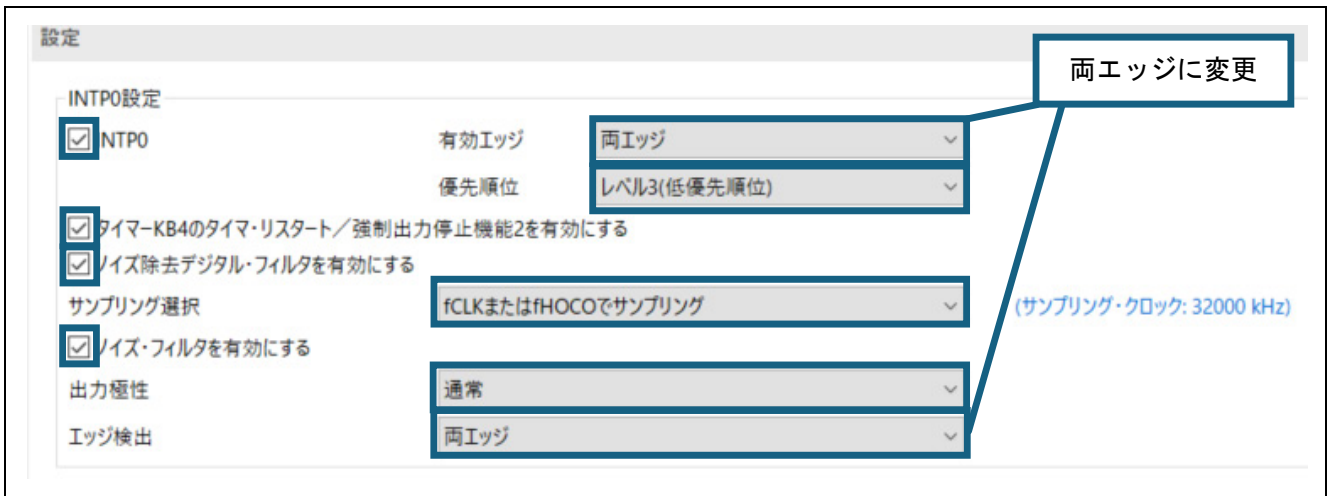 設定
両エッジに変更
INTP0設定
NTP0 有効エッジ 両エッジ
優先順位 レベル3(低優先順位)
タイマーKB4のタイマ・リスタート／強制出力停止機能2を有効にする
ノイズ除去デジタル・フィルタを有効にする
サンプリング選択 fCLKまたはfHOCOでサンプリング (サンプリング・クロック: 32000 kHz)
ノイズ・フィルタを有効にする
出力極性 通常
エッジ検出 両エッジ